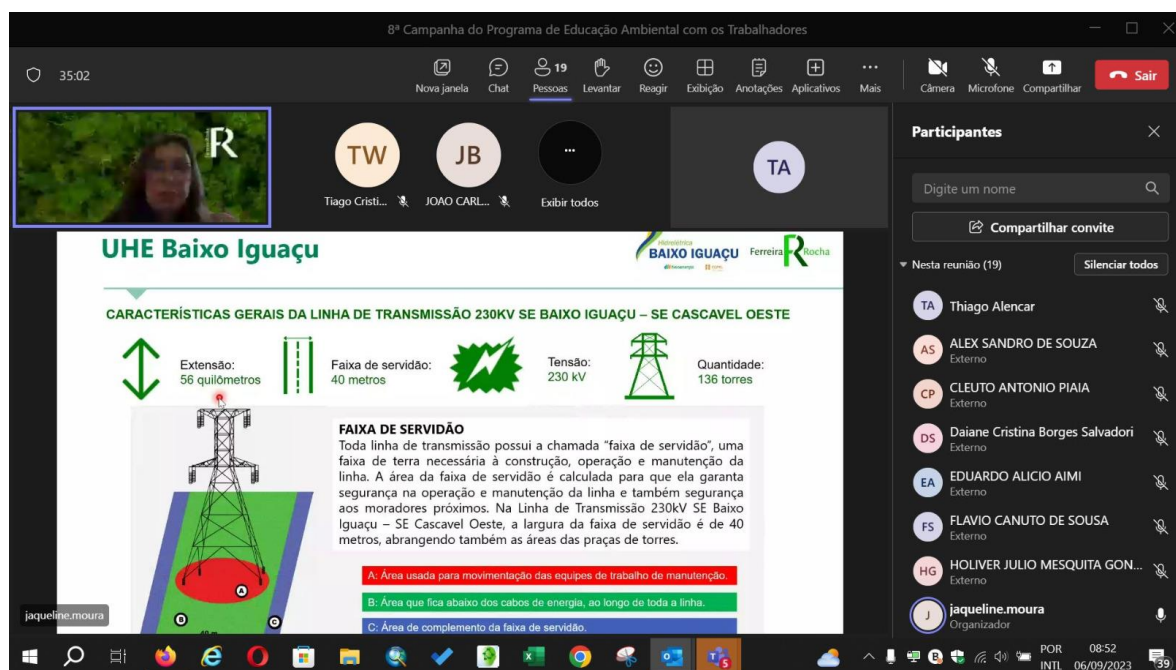 8ª Campanha do Programa de Educação Ambiental com os Trabalhadores
35:02
Nova janela
Chat
19
Pessoas
Levantar
Reagir
Exibição
Anotações
Aplicativos
Mais
Câmera
Microfone
Compartilhar
Sair
R
TW
Tiago Cristi...
JB
JOAO CARL...
Exibir todos
TA
UHE Baixo Iguaçu
Hidrelétrica
BAIXO IGUAÇU
Ferreira Rocha
CARACTERÍSTICAS GERAIS DA LINHA DE TRANSMISSÃO 230KV SE BAIXO IGUAÇU – SE CASCAVEL OESTE
Extensão:
56 quilômetros
Faixa de servidão:
40 metros
Tensão:
230 kV
Quantidade:
136 torres
FAIXA DE SERVIDÃO
Toda linha de transmissão possui a chamada "faixa de servidão", uma
faixa de terra necessária à construção, operação e manutenção da
linha. A área da faixa de servidão é calculada para que ela garanta
segurança na operação e manutenção da linha e também segurança
aos moradores próximos. Na Linha de Transmissão 230kV SE Baixo
Iguaçu – SE Cascavel Oeste, a largura da faixa de servidão é de 40
metros, abrangendo também as áreas das praças de torres.
A: Área usada para movimentação das equipes de trabalho de manutenção.
B: Área que fica abaixo dos cabos de energia, ao longo de toda a linha.
C: Área de complemento da faixa de servidão.
A
B
C
40 m
jaqueline.moura
Participantes
Digite um nome
Compartilhar convite
Nesta reunião (19)
Silenciar todos
TA
Thiago Alencar
AS
ALEX SANDRO DE SOUZA
Externo
CP
CLEUTO ANTONIO PIAIA
Externo
DS
Daiane Cristina Borges Salvadori
Externo
EA
EDUARDO ALICIO AIMI
Externo
FS
FLAVIO CANUTO DE SOUSA
Externo
HG
HOLIVER JULIO MESQUITA GON...
Externo
J
jaqueline.moura
Organizador
POR
INTL
08:52
06/09/2023